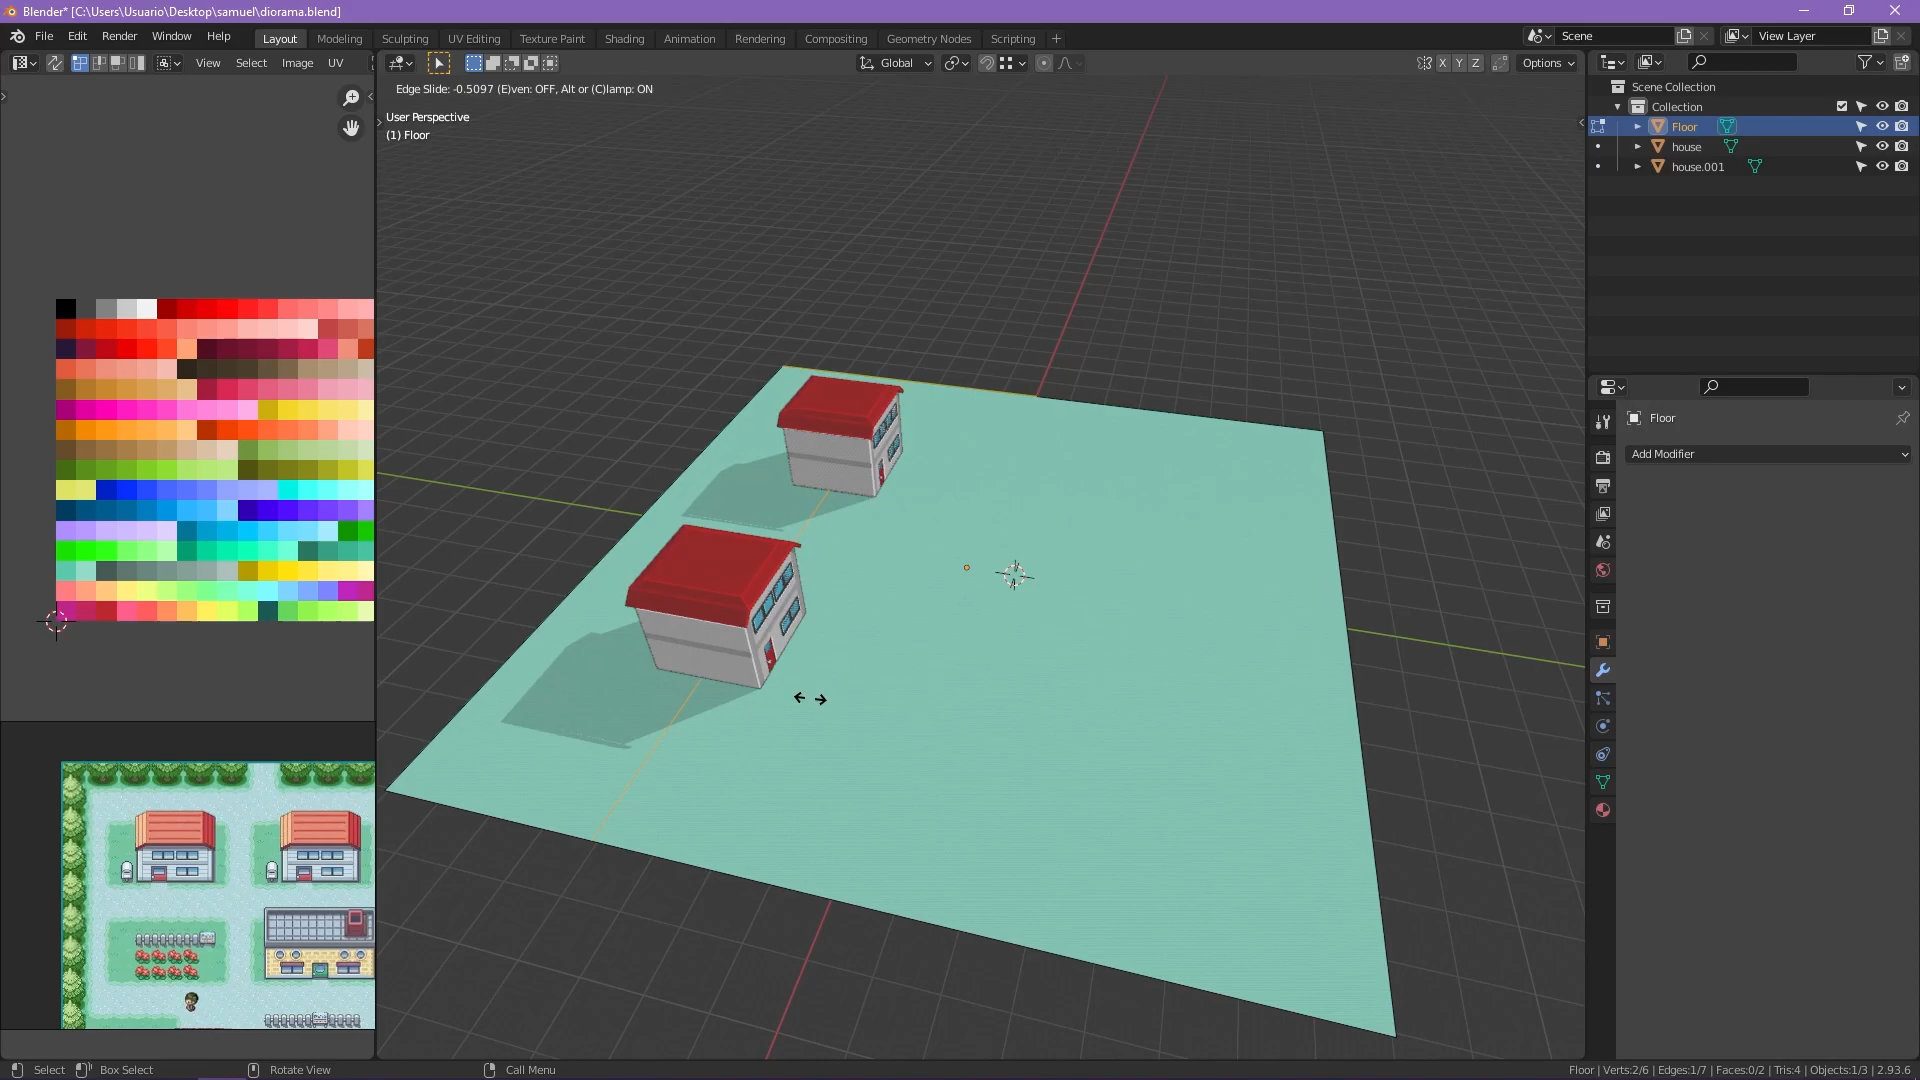 Blender* [C:\Users\Usuario\Desktop\samuel\diorama.blend]
File Edit Render Window Help Layout Modeling Sculpting UV Editing Texture Paint Shading Animation Rendering Compositing Geometry Nodes Scripting + Scene View Layer
View Select Image UV Global X Y Z Options
Edge Slide: -0.5097 (E)ven: OFF, Alt or (C)lamp: ON
User Perspective
(1) Floor
Scene Collection
Collection
Floor
house
house.001
Floor
Add Modifier
Select Box Select Rotate View Call Menu Floor | Verts:2/6 | Edges:1/7 | Faces:0/2 | Tris:4 | Objects:1/3 | 2.93.6